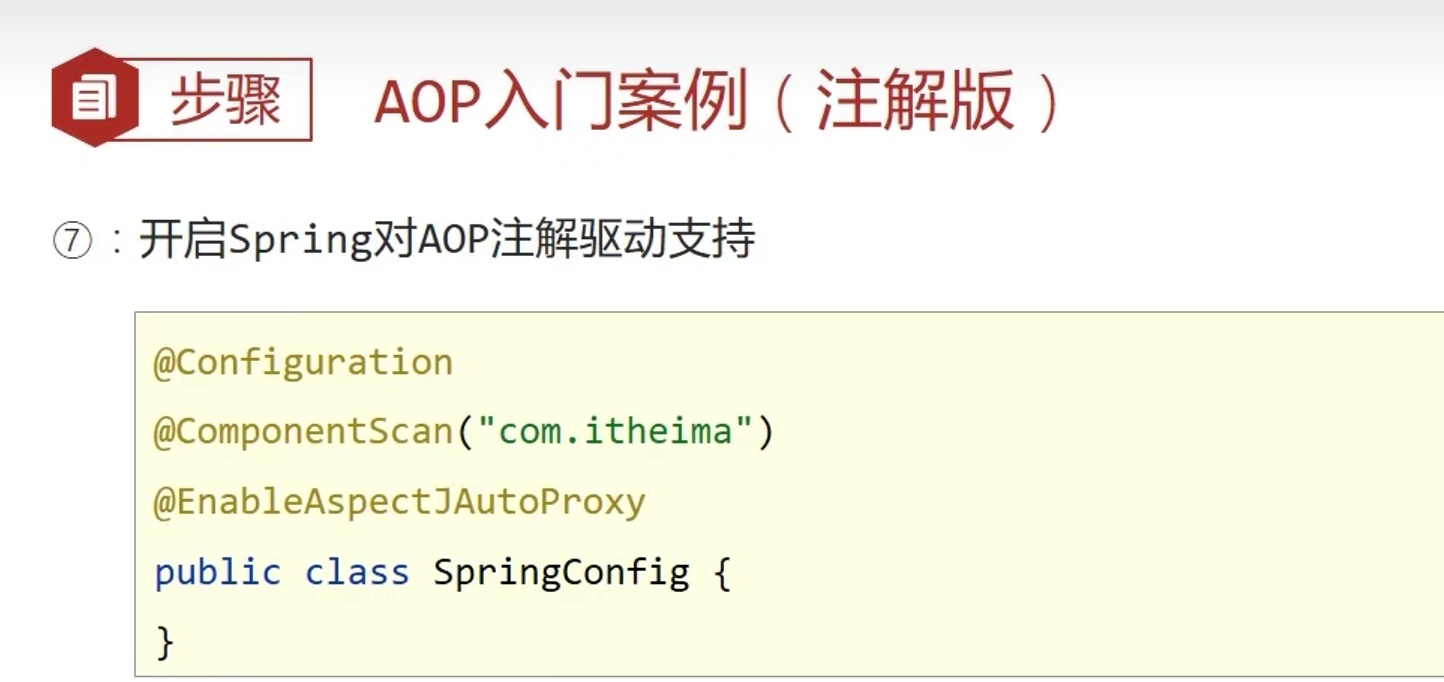 步骤 AOP入门案例（注解版）
⑦：开启Spring对AOP注解驱动支持
@Configuration
@ComponentScan("com.itheima")
@EnableAspectJAutoProxy
public class SpringConfig {
}